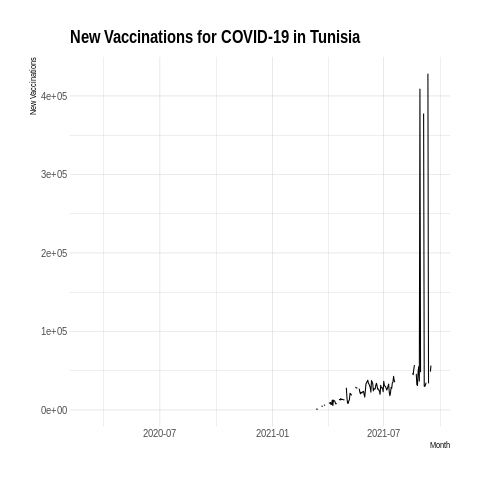 New Vaccinations for COVID-19 in Tunisia
New Vaccinations
4e+05
3e+05
2e+05
1e+05
0e+00
2020-07
2021-01
2021-07
Month